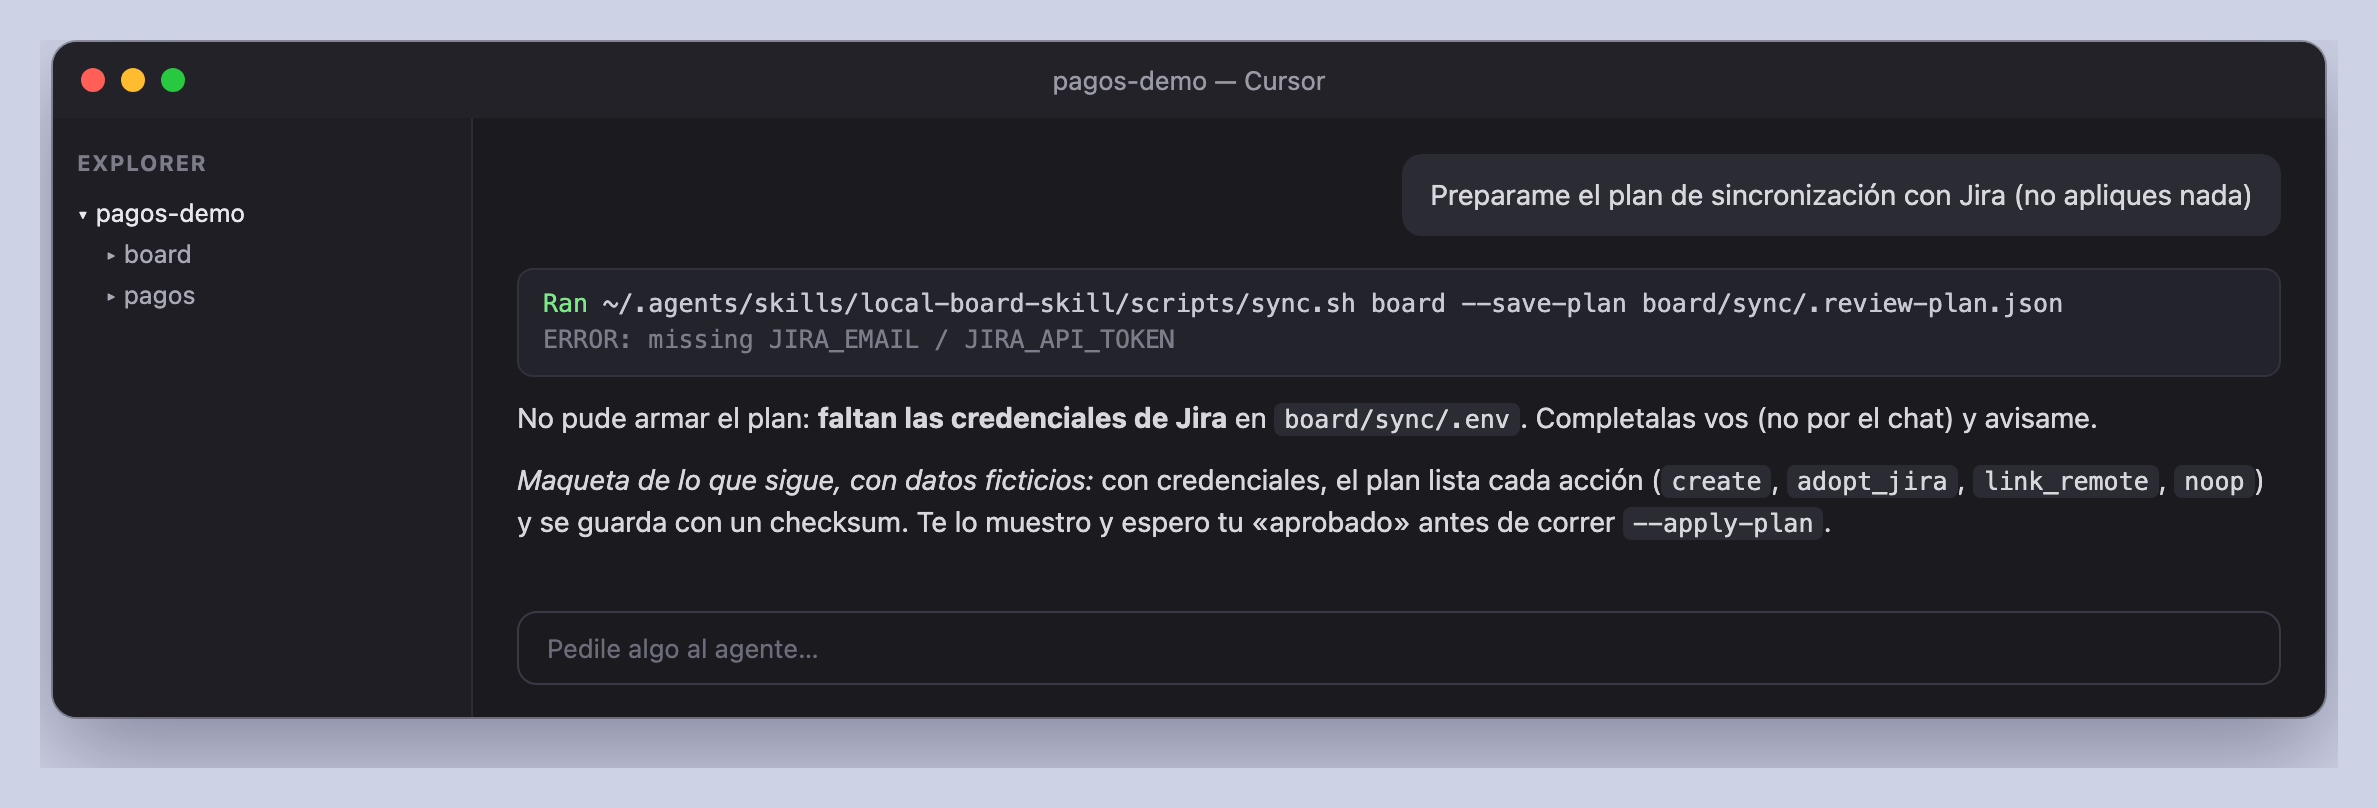 pagos-demo — Cursor
EXPLORER
▾ pagos-demo
▸ board
▸ pagos
Preparame el plan de sincronización con Jira (no apliques nada)
Ran ~/.agents/skills/local-board-skill/scripts/sync.sh board --save-plan board/sync/.review-plan.json
ERROR: missing JIRA_EMAIL / JIRA_API_TOKEN
No pude armar el plan: faltan las credenciales de Jira en board/sync/.env. Completalas vos (no por el chat) y avisame.
Maqueta de lo que sigue, con datos ficticios: con credenciales, el plan lista cada acción (create, adopt_jira, link_remote, noop)
y se guarda con un checksum. Te lo muestro y espero tu «aprobado» antes de correr --apply-plan.
Pedile algo al agente…